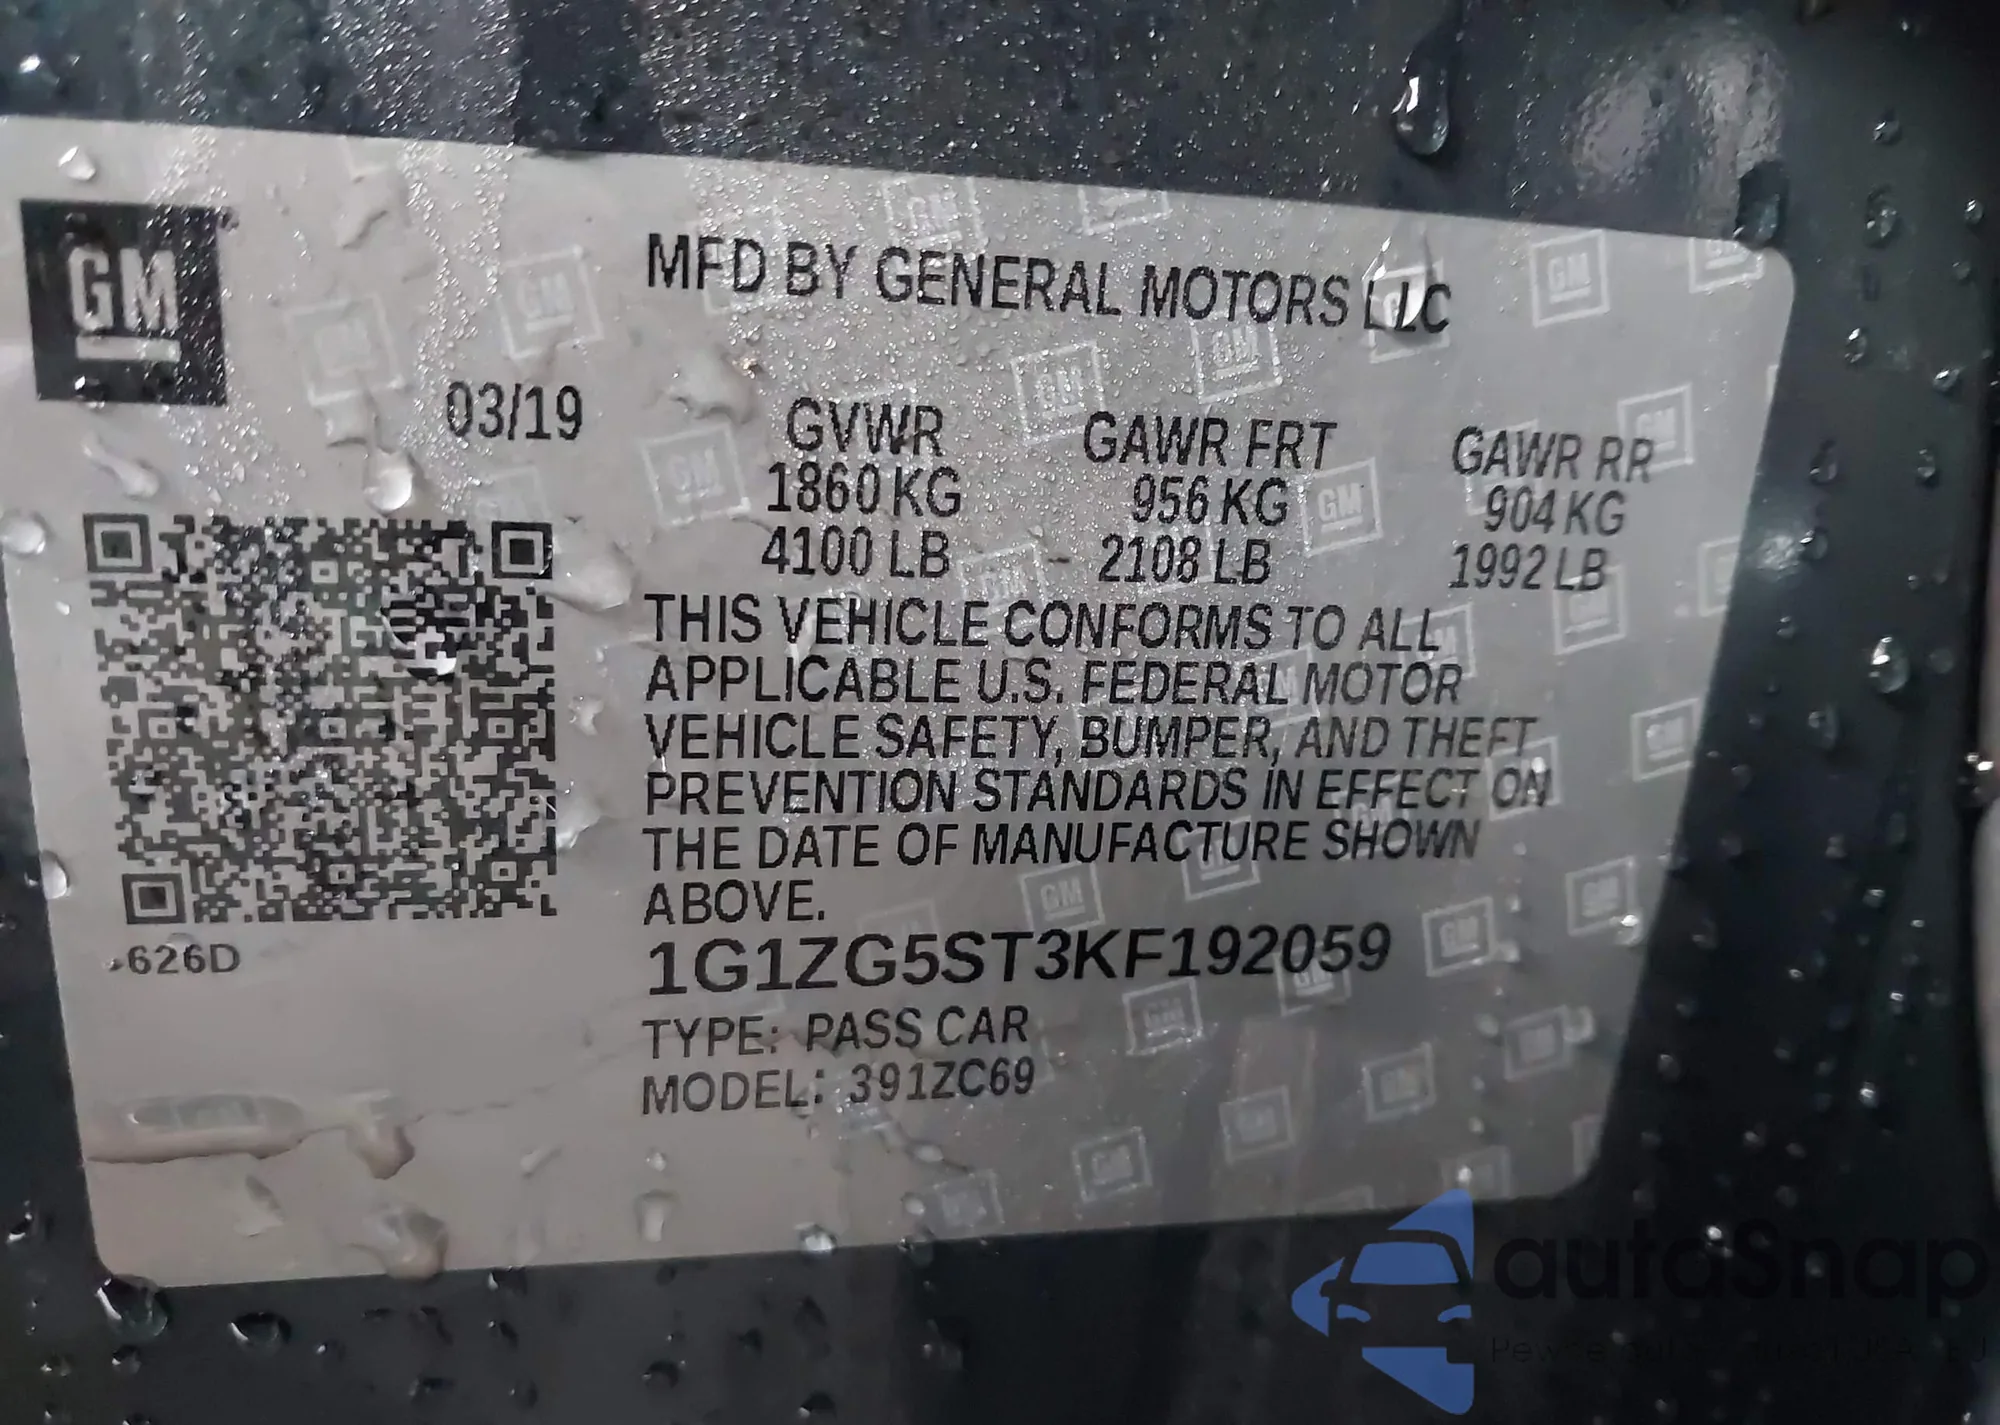 GM
MFD BY GENERAL MOTORS LLC
03/19
GVWR GAWR FRT GAWR RR
1860 KG 956 KG 904 KG
4100 LB 2108 LB 1992 LB
THIS VEHICLE CONFORMS TO ALL
APPLICABLE U.S. FEDERAL MOTOR
VEHICLE SAFETY, BUMPER, AND THEFT
PREVENTION STANDARDS IN EFFECT ON
THE DATE OF MANUFACTURE SHOWN
ABOVE.
626D
1G1ZG5ST3KF192059
TYPE: PASS CAR
MODEL: 391ZC69
autoSnap